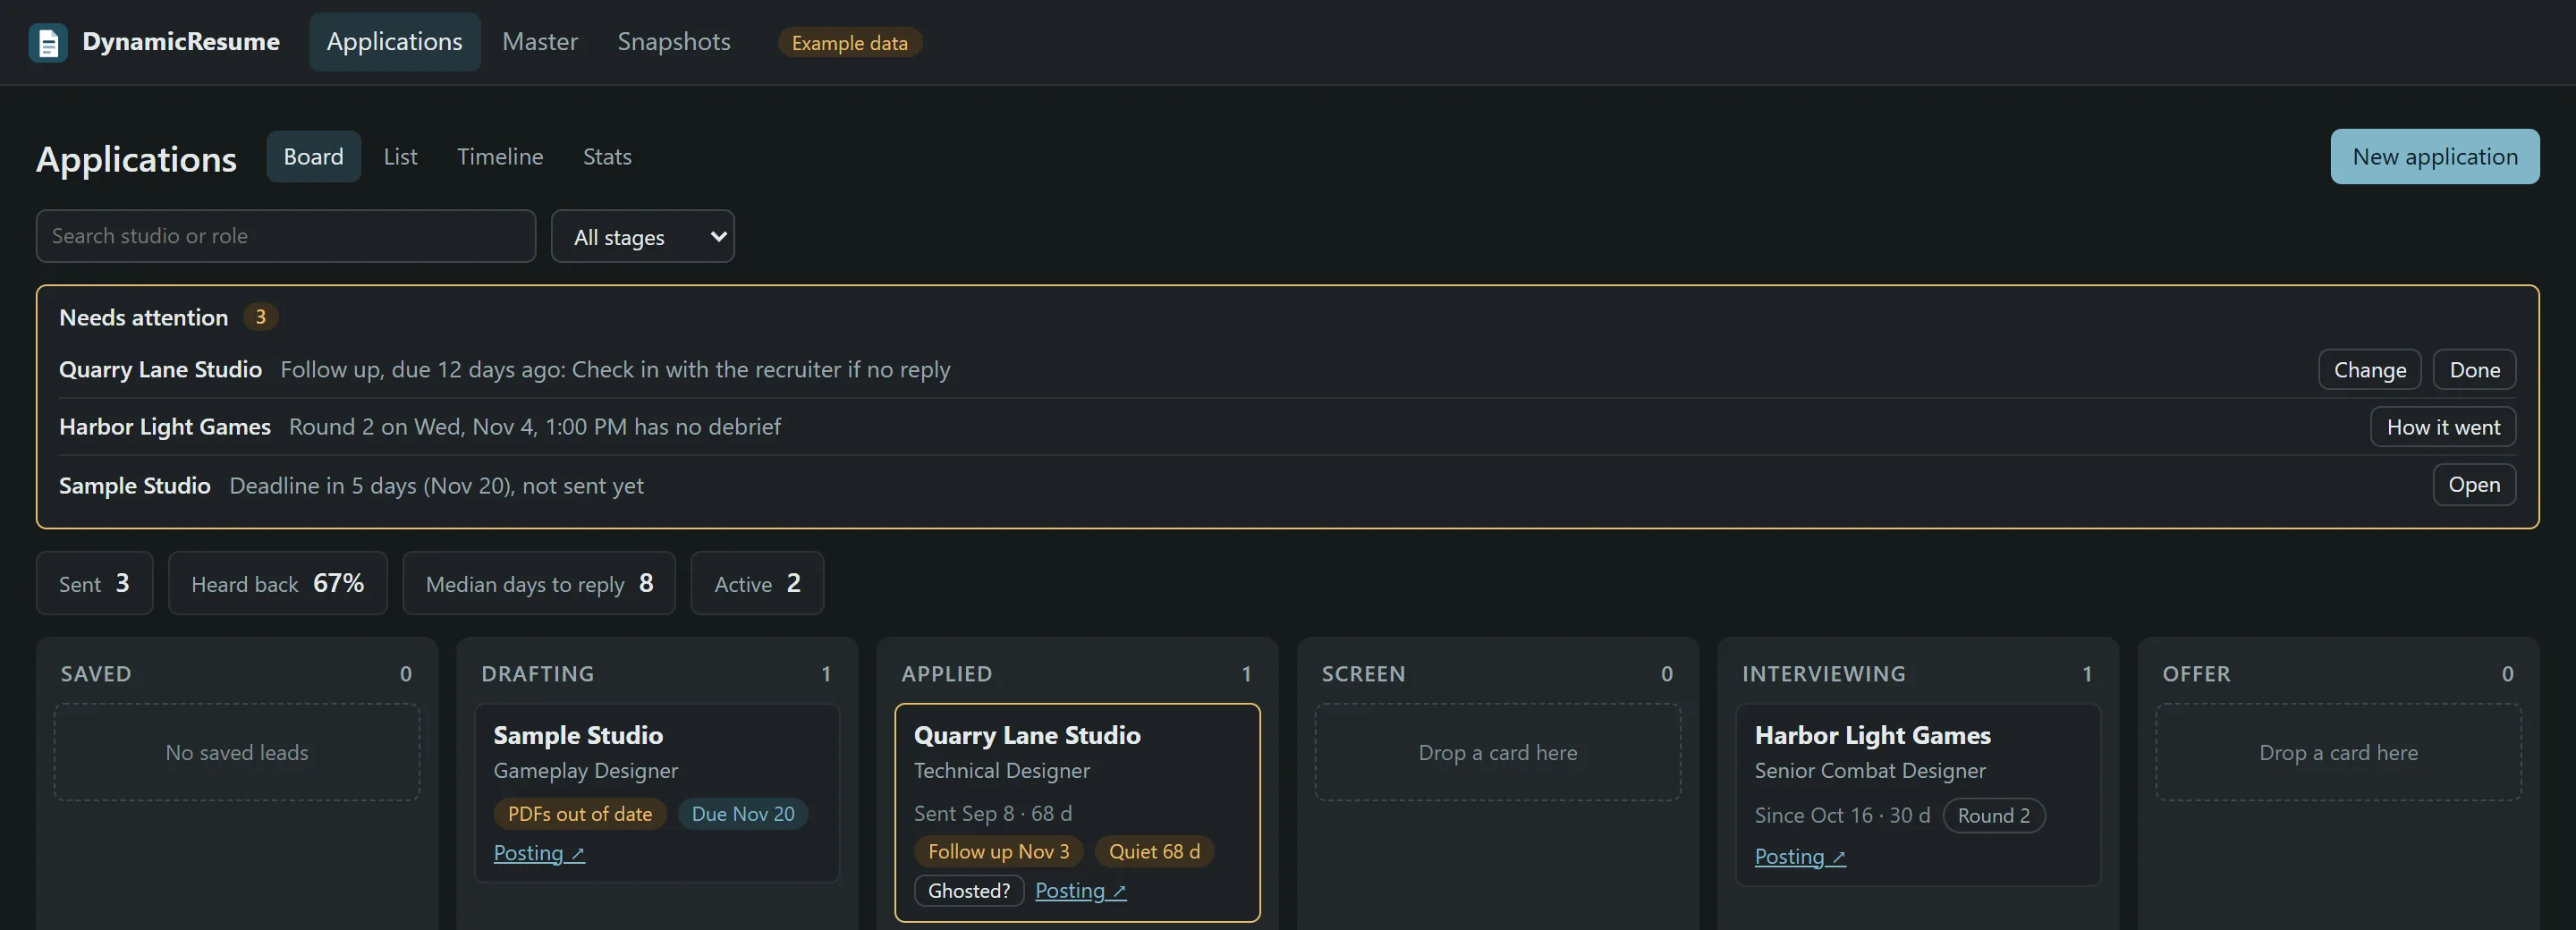 DynamicResume Applications Master Snapshots Example data
Applications Board List Timeline Stats New application
Search studio or role All stages
Needs attention 3
Quarry Lane Studio Follow up, due 12 days ago: Check in with the recruiter if no reply Change Done
Harbor Light Games Round 2 on Wed, Nov 4, 1:00 PM has no debrief How it went
Sample Studio Deadline in 5 days (Nov 20), not sent yet Open
Sent 3 Heard back 67% Median days to reply 8 Active 2
SAVED 0
No saved leads
DRAFTING 1
Sample Studio
Gameplay Designer
PDFs out of date Due Nov 20
Posting ↗
APPLIED 1
Quarry Lane Studio
Technical Designer
Sent Sep 8 · 68 d
Follow up Nov 3 Quiet 68 d
Ghosted? Posting ↗
SCREEN 0
Drop a card here
INTERVIEWING 1
Harbor Light Games
Senior Combat Designer
Since Oct 16 · 30 d Round 2
Posting ↗
OFFER 0
Drop a card here